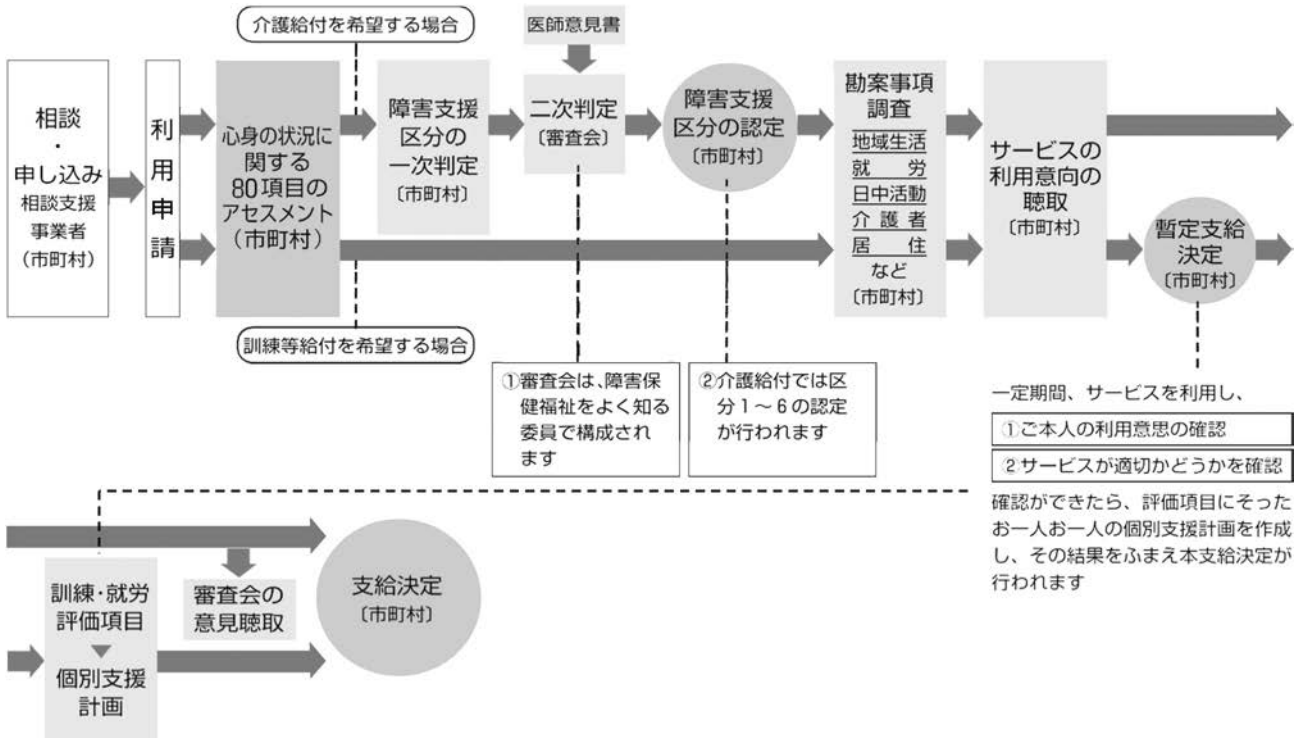 介護給付を希望する場合
医師意見書
相談
・
申し込み
相談支援
事業者
(市町村)
利用申請
心身の状況に
関する
80項目の
アセスメント
(市町村)
障害支援
区分の
一次判定
〔市町村〕
二次判定
〔審査会〕
障害支援
区分の認定
〔市町村〕
勘案事項
調査
地域生活
就労
日中活動
介護者
居住
など
〔市町村〕
サービスの
利用意向の
聴取
〔市町村〕
暫定支給
決定
〔市町村〕
訓練等給付を希望する場合
①審査会は、障害保
健福祉をよく知る
委員で構成され
ます
②介護給付では区
分1〜6の認定
が行われます
一定期間、サービスを利用し、
①ご本人の利用意思の確認
②サービスが適切かどうかを確認
確認ができたら、評価項目にそった
お一人お一人の個別支援計画を作成
し、その結果をふまえ本支給決定が
行われます
訓練・就労
評価項目
個別支援
計画
審査会の
意見聴取
支給決定
〔市町村〕